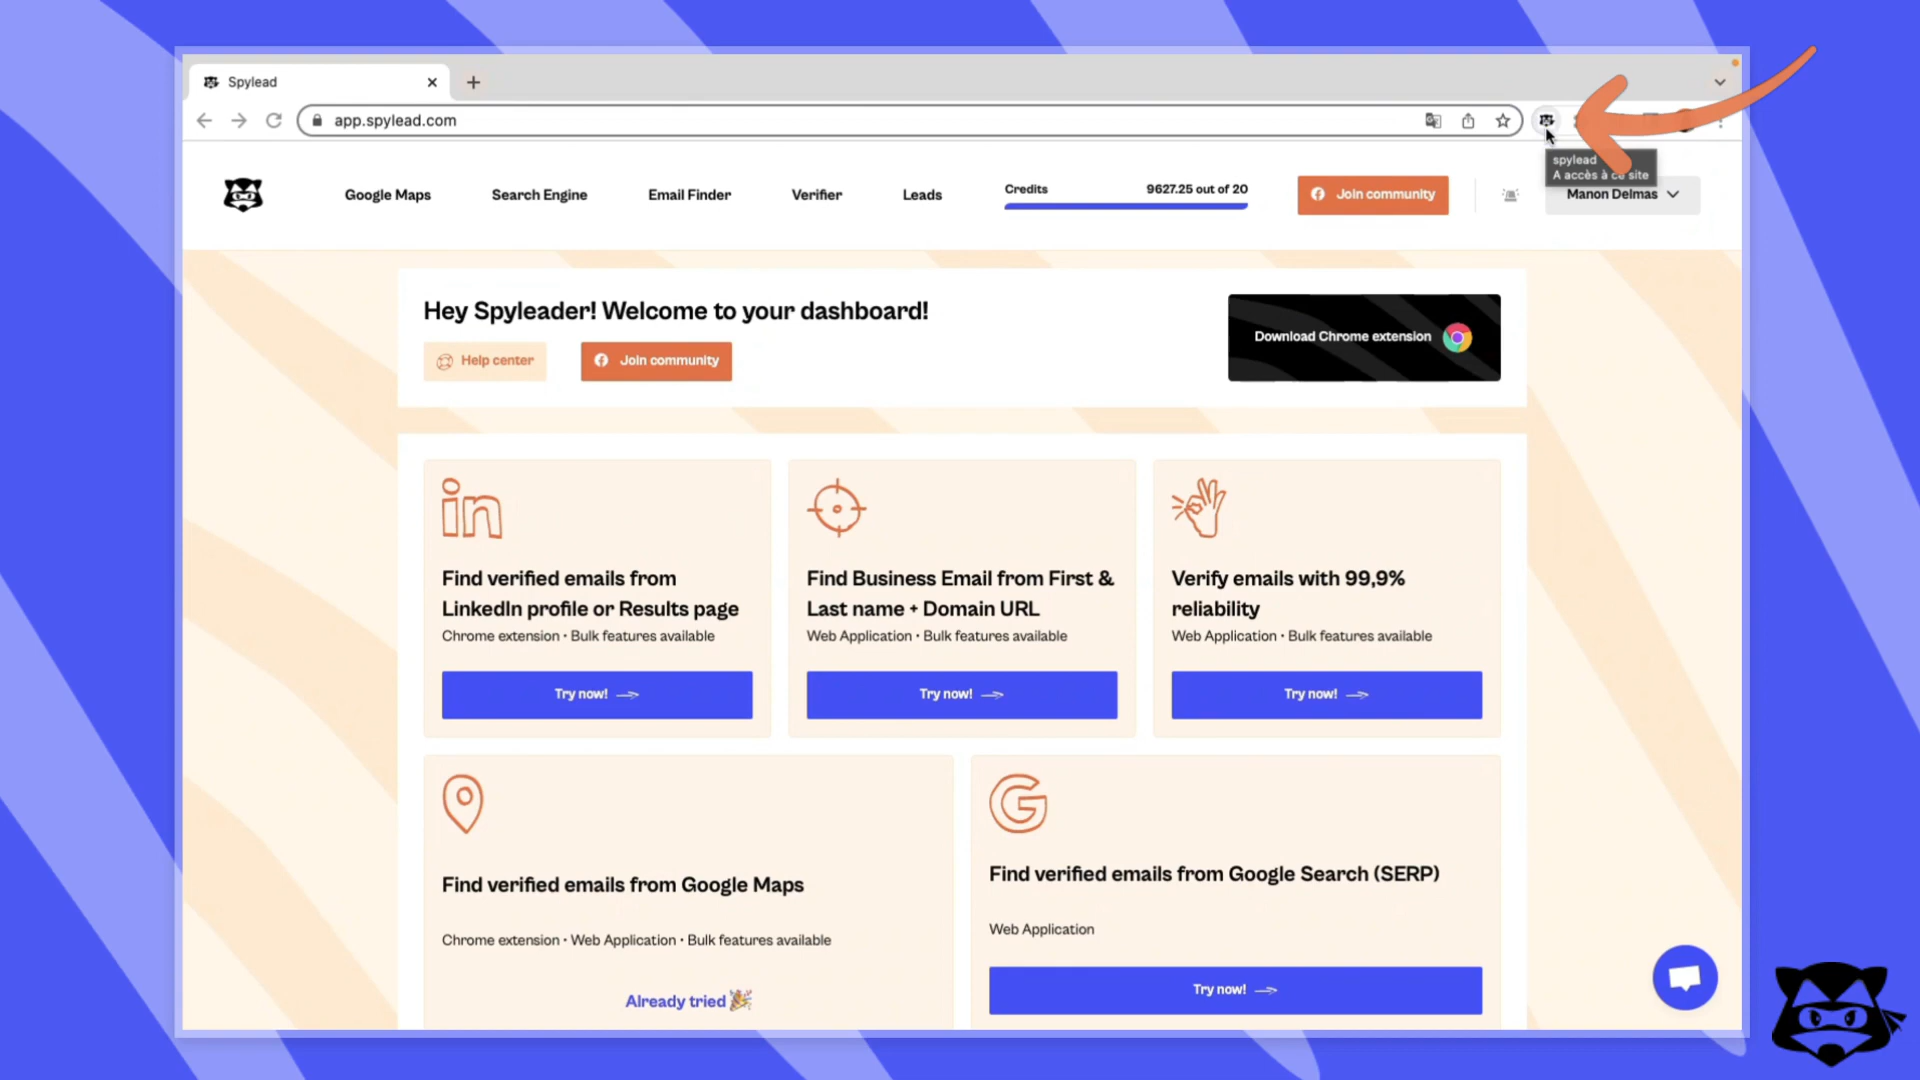 Spylead
app.spylead.com
spylead
A accès à ce site
Google Maps
Search Engine
Email Finder
Verifier
Leads
Credits
9627.25 out of 20
Join community
Manon Delmas
Hey Spyleader! Welcome to your dashboard!
Help center
Join community
Download Chrome extension
Find verified emails from
LinkedIn profile or Results page
Chrome extension • Bulk features available
Try now!
Find Business Email from First &
Last name + Domain URL
Web Application • Bulk features available
Try now!
Verify emails with 99,9%
reliability
Web Application • Bulk features available
Try now!
Find verified emails from Google Maps
Chrome extension • Web Application • Bulk features available
Already tried 🎉
Find verified emails from Google Search (SERP)
Web Application
Try now!